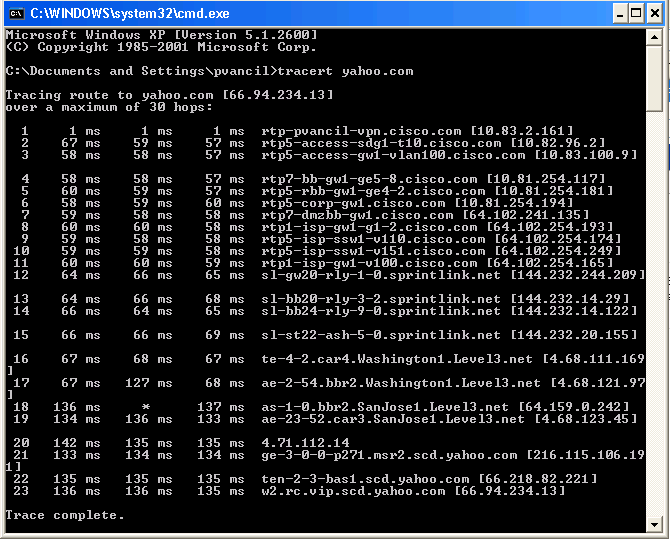 C:\WINDOWS\system32\cmd.exe
Microsoft Windows XP [Version 5.1.2600]
(C) Copyright 1985-2001 Microsoft Corp.
C:\Documents and Settings\pvancil>tracert yahoo.com
Tracing route to yahoo.com [66.94.234.13]
over a maximum of 30 hops:
1 1 ms 1 ms 1 ms rtp-pvancil-vpn.cisco.com [10.83.2.161]
2 67 ms 59 ms 57 ms rtp5-access-sdg1-t10.cisco.com [10.82.96.2]
3 58 ms 58 ms 57 ms rtp5-access-gw1-vlan100.cisco.com [10.83.100.9]
4 58 ms 58 ms 57 ms rtp7-bb-gw1-ge5-8.cisco.com [10.81.254.117]
5 60 ms 59 ms 57 ms rtp5-rbb-gw1-ge4-2.cisco.com [10.81.254.181]
6 58 ms 59 ms 60 ms rtp5-corp-gw1.cisco.com [10.81.254.194]
7 59 ms 58 ms 58 ms rtp7-dmzbb-gw1.cisco.com [64.102.241.135]
8 60 ms 60 ms 58 ms rtp1-isp-gw1-g1-2.cisco.com [64.102.254.193]
9 59 ms 58 ms 58 ms rtp5-isp-ssw1-v110.cisco.com [64.102.254.174]
10 59 ms 58 ms 58 ms rtp5-isp-ssw1-v151.cisco.com [64.102.254.249]
11 60 ms 60 ms 59 ms rtp1-isp-gw1-v100.cisco.com [64.102.254.165]
12 64 ms 66 ms 65 ms sl-gw20-rly-1-0.sprintlink.net [144.232.244.209]
13 64 ms 66 ms 68 ms sl-bb20-rly-3-2.sprintlink.net [144.232.14.29]
14 66 ms 64 ms 65 ms sl-bb24-rly-9-0.sprintlink.net [144.232.14.122]
15 66 ms 66 ms 69 ms sl-st22-ash-5-0.sprintlink.net [144.232.20.155]
16 67 ms 68 ms 67 ms te-4-2.car4.Washington1.Level3.net [4.68.111.169
]
17 67 ms 127 ms 68 ms ae-2-54.bbr2.Washington1.Level3.net [4.68.121.97
]
18 136 ms * 137 ms as-1-0.bbr2.SanJose1.Level3.net [64.159.0.242]
19 134 ms 136 ms 133 ms ae-23-52.car3.SanJose1.Level3.net [4.68.123.45]
20 142 ms 135 ms 135 ms 4.71.112.14
21 133 ms 134 ms 134 ms ge-3-0-0-p271.msr2.scd.yahoo.com [216.115.106.19
1]
22 135 ms 135 ms 135 ms ten-2-3-bas1.scd.yahoo.com [66.218.82.221]
23 136 ms 136 ms 135 ms w2.rc.vip.scd.yahoo.com [66.94.234.13]
Trace complete.